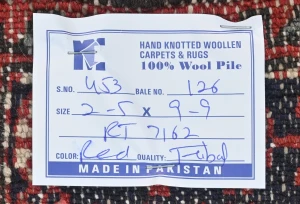 HAND KNOTTED WOOLLEN
CARPETS & RUGS
100% Wool Pile
S.NO. 453 BALE NO. 126
SIZE 2-5 X 9-9
RT 7162
COLOR: Red QUALITY: Tribal
MADE IN PAKISTAN